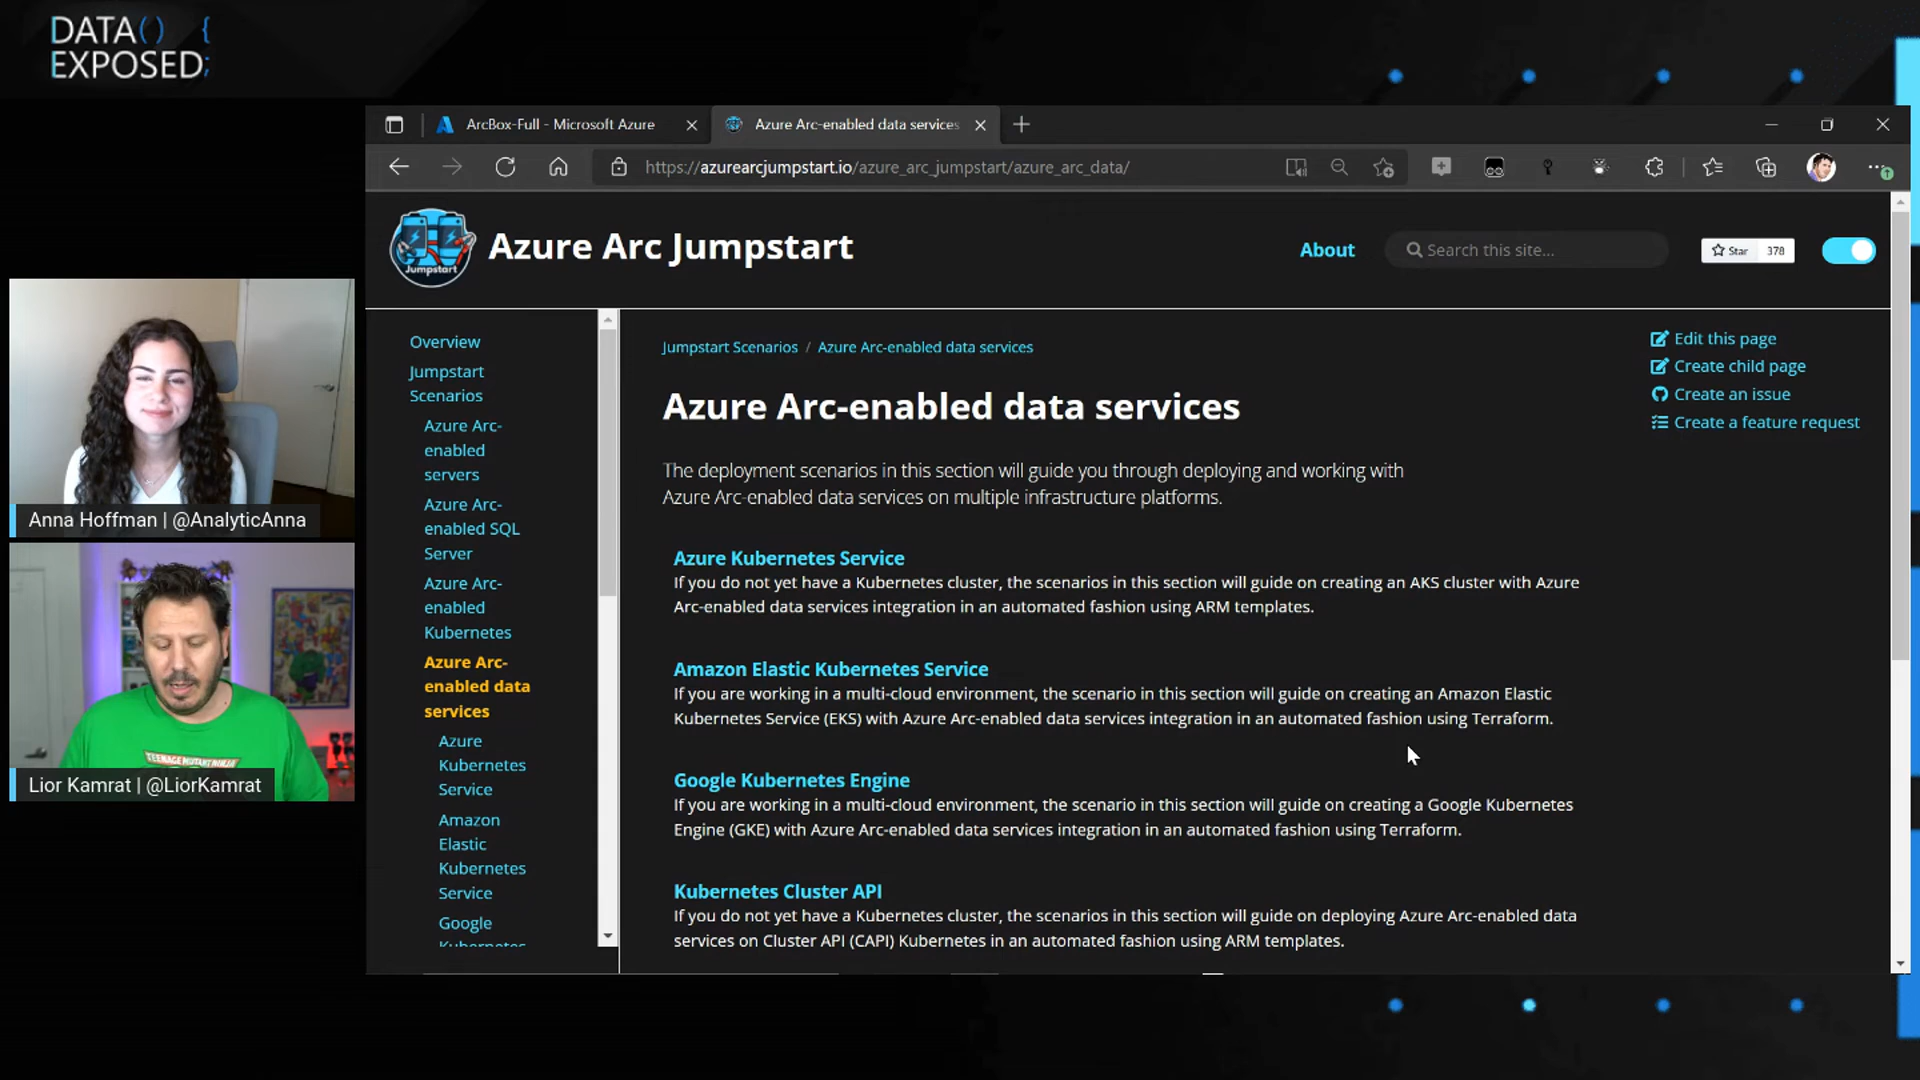 DATA() {
EXPOSED;
ArcBox-Full - Microsoft Azure
Azure Arc-enabled data services
https://azurearcjumpstart.io/azure_arc_jumpstart/azure_arc_data/
Jumpstart
Azure Arc Jumpstart
About
Search this site...
Star 378
Overview
Jumpstart
Scenarios
Azure Arc-
enabled
servers
Azure Arc-
enabled SQL
Server
Azure Arc-
enabled
Kubernetes
Azure Arc-
enabled data
services
Azure
Kubernetes
Service
Amazon
Elastic
Kubernetes
Service
Google
Kubernetes
Jumpstart Scenarios / Azure Arc-enabled data services
Azure Arc-enabled data services
The deployment scenarios in this section will guide you through deploying and working with
Azure Arc-enabled data services on multiple infrastructure platforms.
Azure Kubernetes Service
If you do not yet have a Kubernetes cluster, the scenarios in this section will guide on creating an AKS cluster with Azure
Arc-enabled data services integration in an automated fashion using ARM templates.
Amazon Elastic Kubernetes Service
If you are working in a multi-cloud environment, the scenario in this section will guide on creating an Amazon Elastic
Kubernetes Service (EKS) with Azure Arc-enabled data services integration in an automated fashion using Terraform.
Google Kubernetes Engine
If you are working in a multi-cloud environment, the scenario in this section will guide on creating a Google Kubernetes
Engine (GKE) with Azure Arc-enabled data services integration in an automated fashion using Terraform.
Kubernetes Cluster API
If you do not yet have a Kubernetes cluster, the scenarios in this section will guide on deploying Azure Arc-enabled data
services on Cluster API (CAPI) Kubernetes in an automated fashion using ARM templates.
Edit this page
Create child page
Create an issue
Create a feature request
Anna Hoffman | @AnalyticAnna
TEENAGE MUTANT NINJA
Lior Kamrat | @LiorKamrat